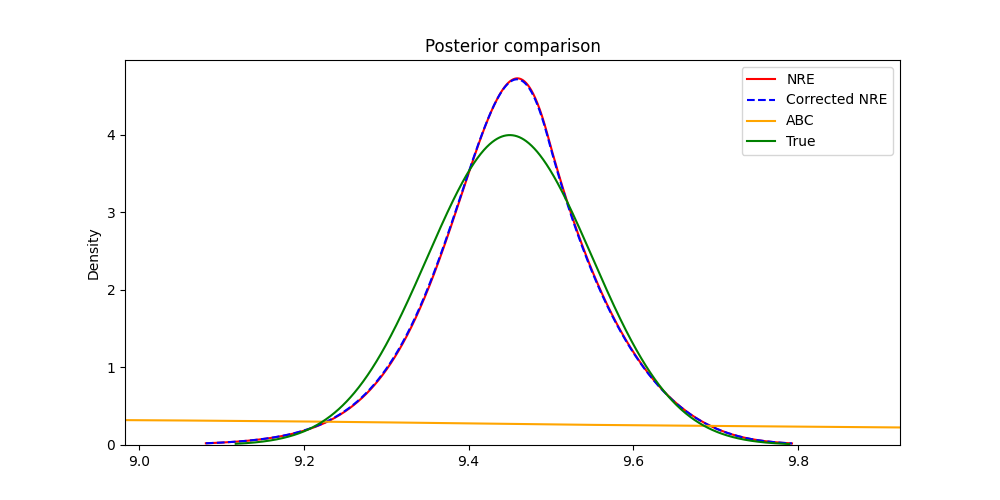 Posterior comparison
NRE
Corrected NRE
ABC
True
Density
4
3
2
1
0
9.0 9.2 9.4 9.6 9.8